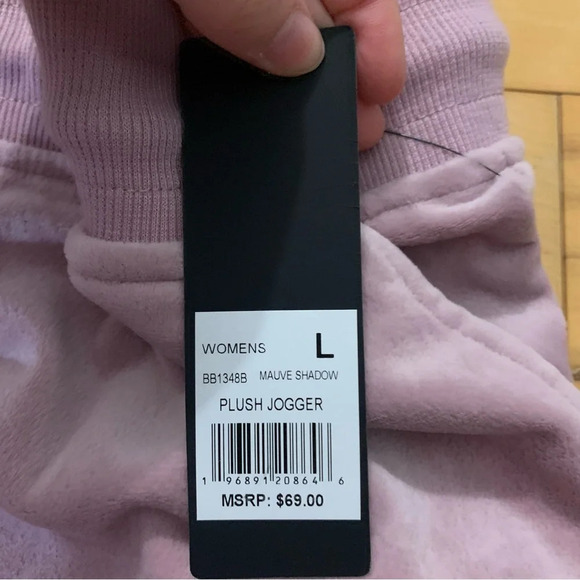 WOMENS L
BB1348B MAUVE SHADOW
PLUSH JOGGER
1 96891 20864 6
MSRP: $69.00